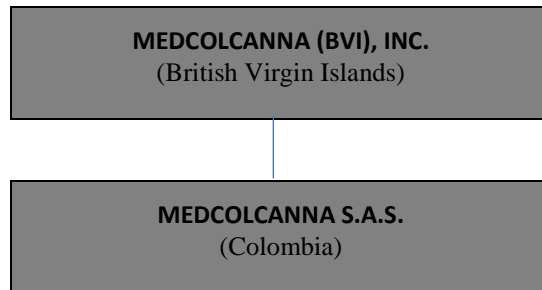 MEDCOLCANNA (BVI), INC.
(British Virgin Islands)
MEDCOLCANNA S.A.S.
(Colombia)